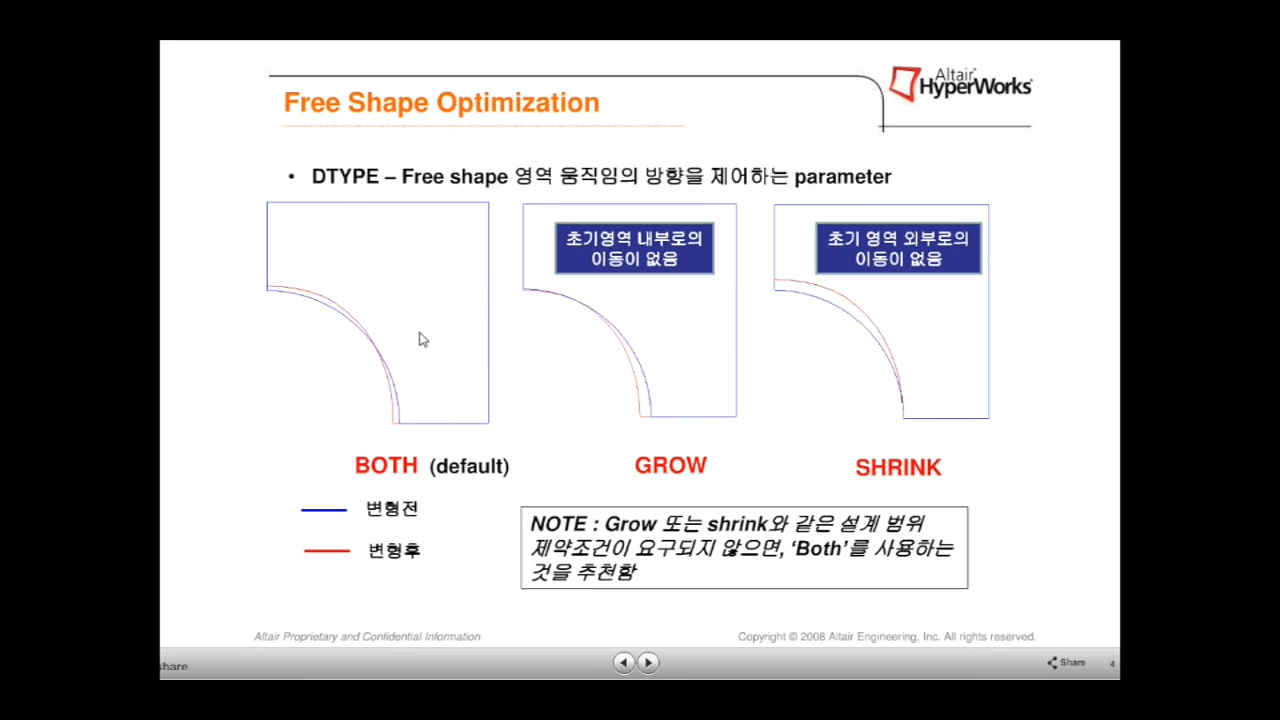 Altair
HyperWorks
Free Shape Optimization
• DTYPE – Free shape 영역 움직임의 방향을 제어하는 parameter
초기영역 내부로의
이동이 없음
초기 영역 외부로의
이동이 없음
BOTH (default)
GROW
SHRINK
변형전
변형후
NOTE : Grow 또는 shrink와 같은 설계 범위
제약조건이 요구되지 않으면, ‘Both’를 사용하는
것을 추천함
Altair Proprietary and Confidential Information
Copyright © 2008 Altair Engineering, Inc. All rights reserved.
share
Share
4